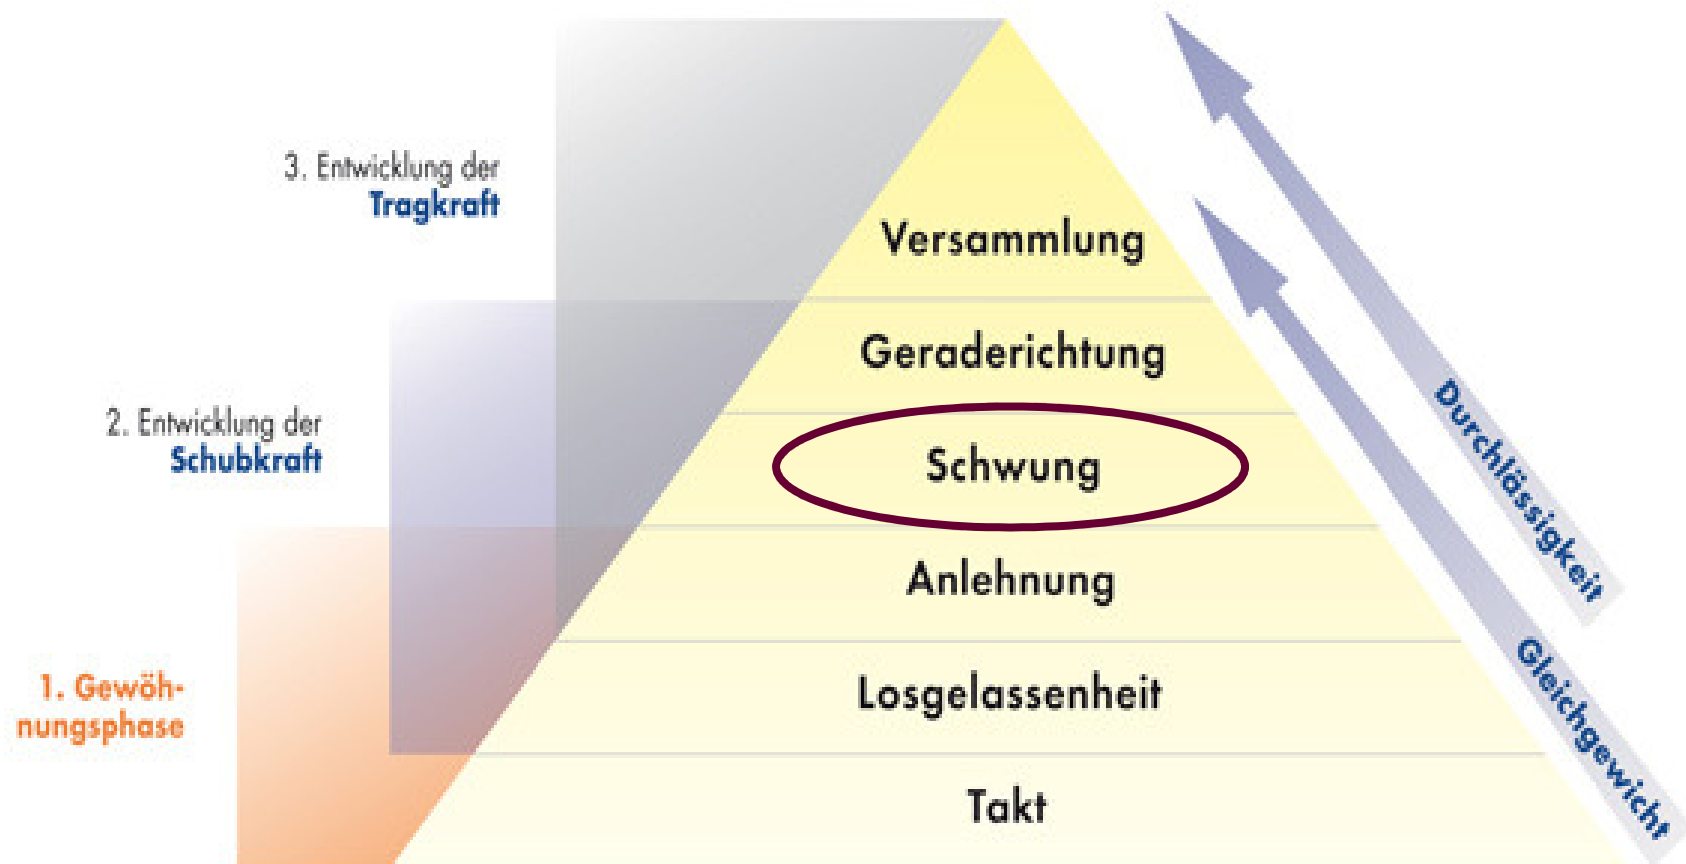 3. Entwicklung der
Tragkraft
2. Entwicklung der
Schubkraft
1. Gewöh-
nungsphase
Versammlung
Geraderichtung
Schwung
Anlehnung
Losgelassenheit
Takt
Durchlässigkeit
Gleichgewicht